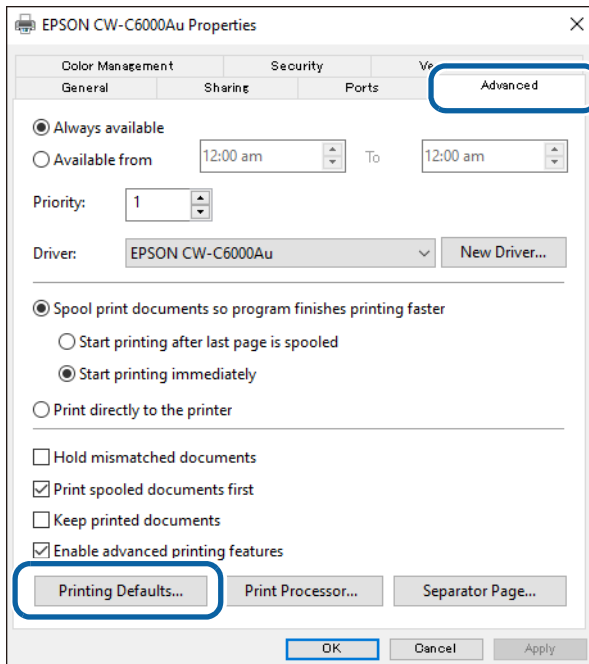 EPSON CW-C6000Au Properties
Color Management Security Ve
General Sharing Ports Advanced
Always available
Available from 12:00 am To 12:00 am
Priority: 1
Driver: EPSON CW-C6000Au New Driver...
Spool print documents so program finishes printing faster
Start printing after last page is spooled
Start printing immediately
Print directly to the printer
Hold mismatched documents
Print spooled documents first
Keep printed documents
Enable advanced printing features
Printing Defaults... Print Processor... Separator Page...
OK Cancel Apply